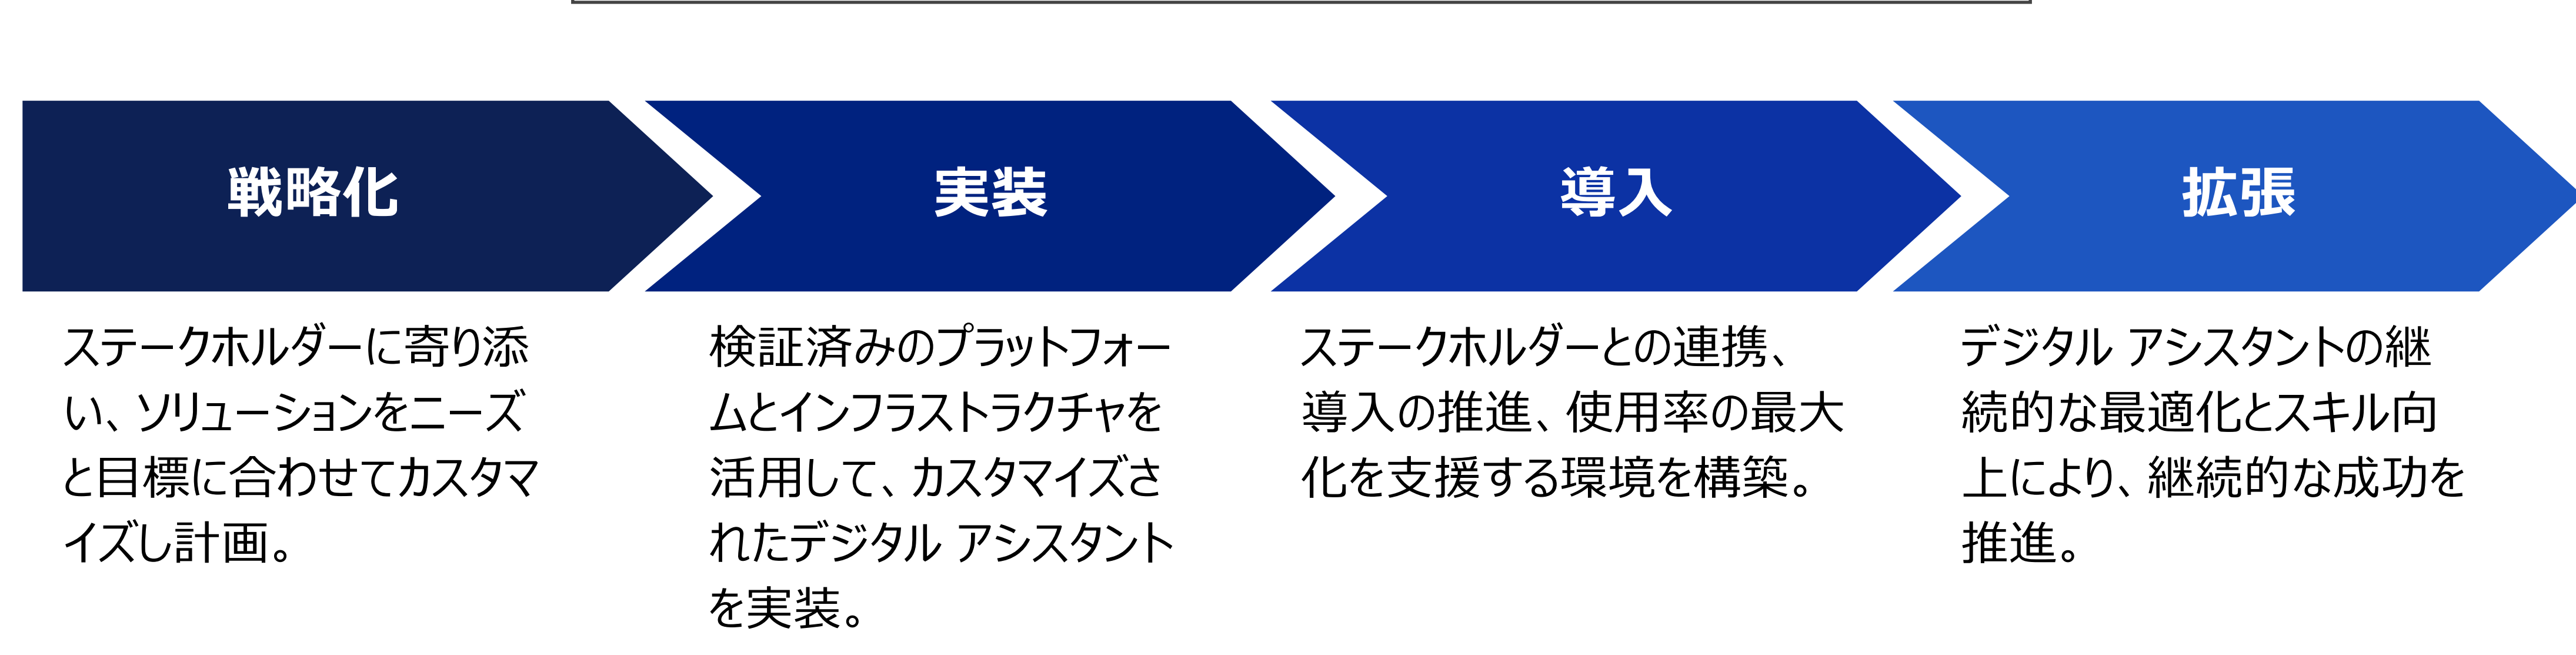 戦略化
ステークホルダーに寄り添
い、ソリューションをニーズ
と目標に合わせてカスタマ
イズし計画。
実装
検証済みのプラットフォー
ムとインフラストラクチャを
活用して、カスタマイズさ
れたデジタル アシスタント
を実装。
導入
ステークホルダーとの連携、
導入の推進、使用率の最大
化を支援する環境を構築。
拡張
デジタル アシスタントの継
続的な最適化とスキル向
上により、継続的な成功を
推進。